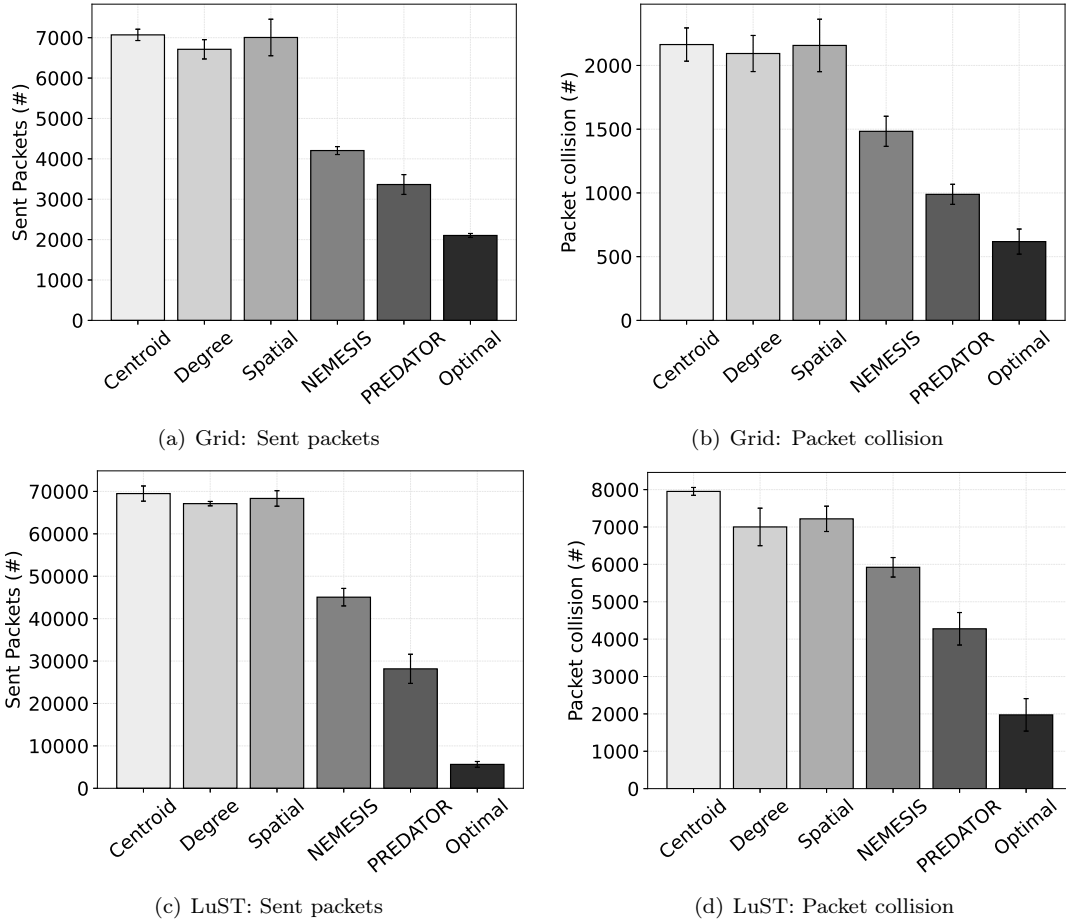 Sent Packets (#)
7000
6000
5000
4000
3000
2000
1000
0
Centroid
Degree
Spatial
NEMESIS
PREDATOR
Optimal
(a) Grid: Sent packets
Packet collision (#)
2000
1500
1000
500
0
Centroid
Degree
Spatial
NEMESIS
PREDATOR
Optimal
(b) Grid: Packet collision
Sent Packets (#)
70000
60000
50000
40000
30000
20000
10000
0
Centroid
Degree
Spatial
NEMESIS
PREDATOR
Optimal
(c) LuST: Sent packets
Packet collision (#)
8000
7000
6000
5000
4000
3000
2000
1000
0
Centroid
Degree
Spatial
NEMESIS
PREDATOR
Optimal
(d) LuST: Packet collision